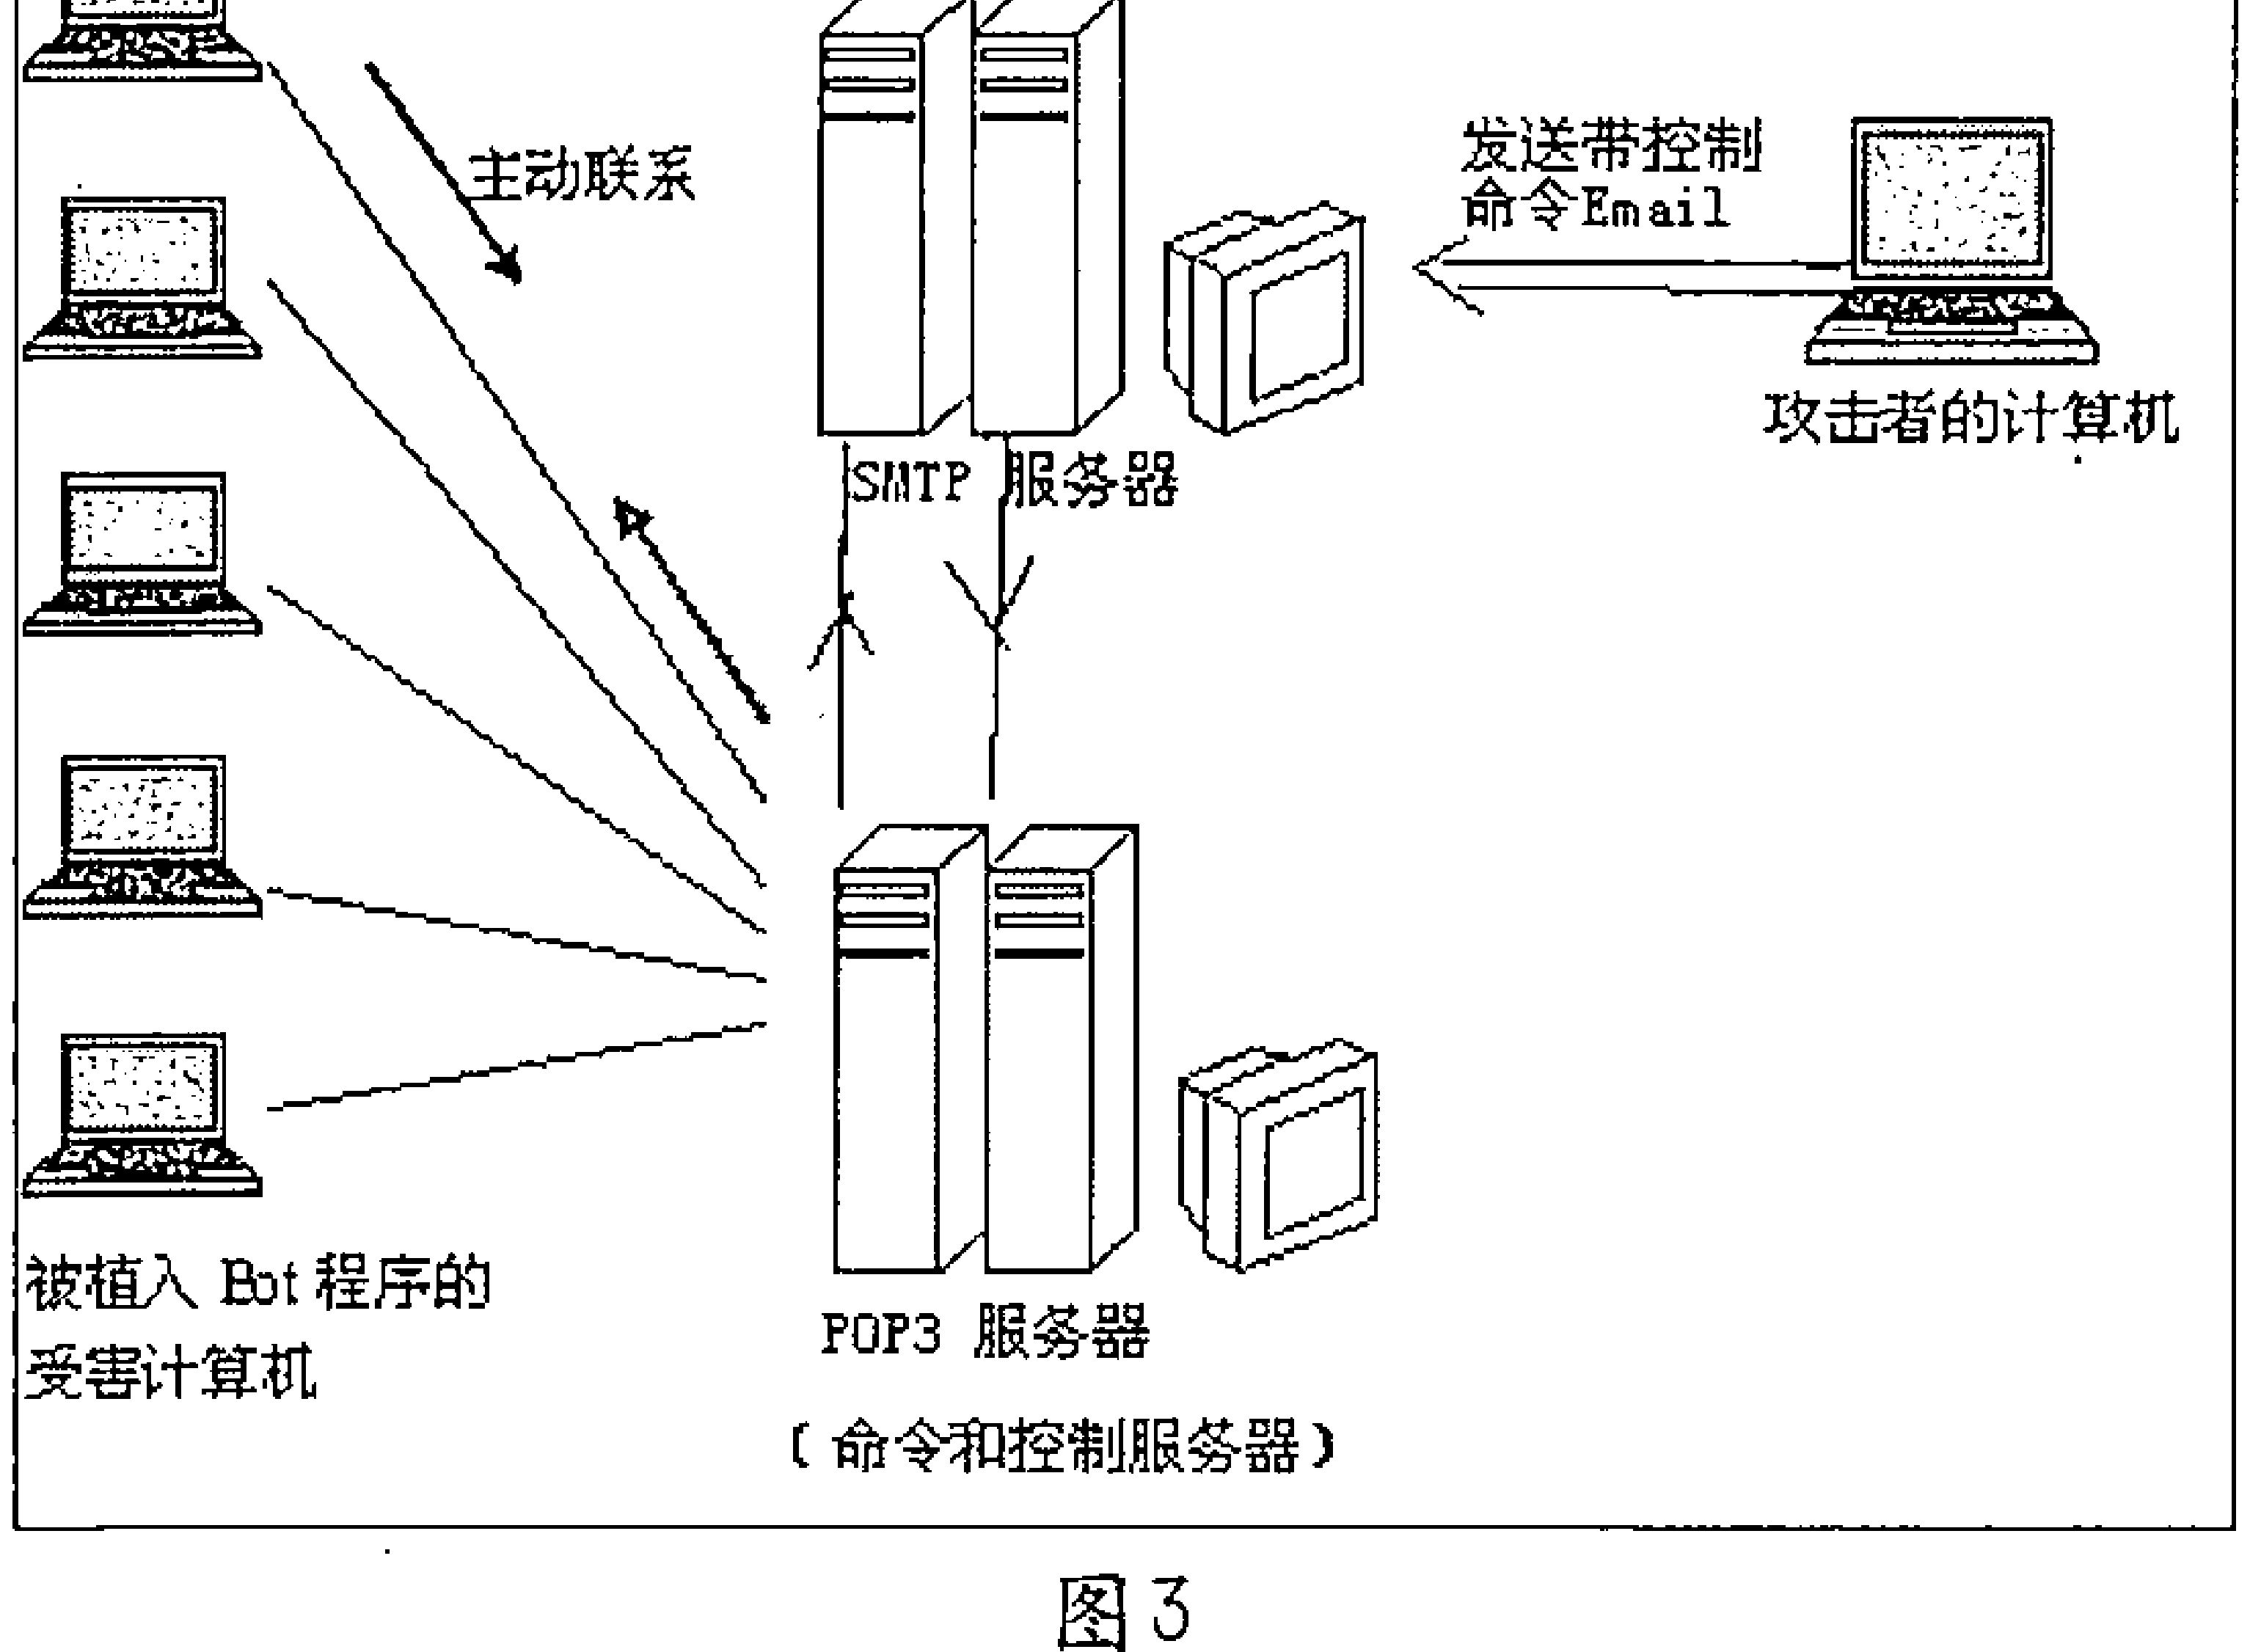 发送带控制
命令Email
主动联系
攻击者的计算机
SMTP 服务器
被植入 Bot 程序的
受害计算机
POP3 服务器
(命令和控制服务器)
图 3